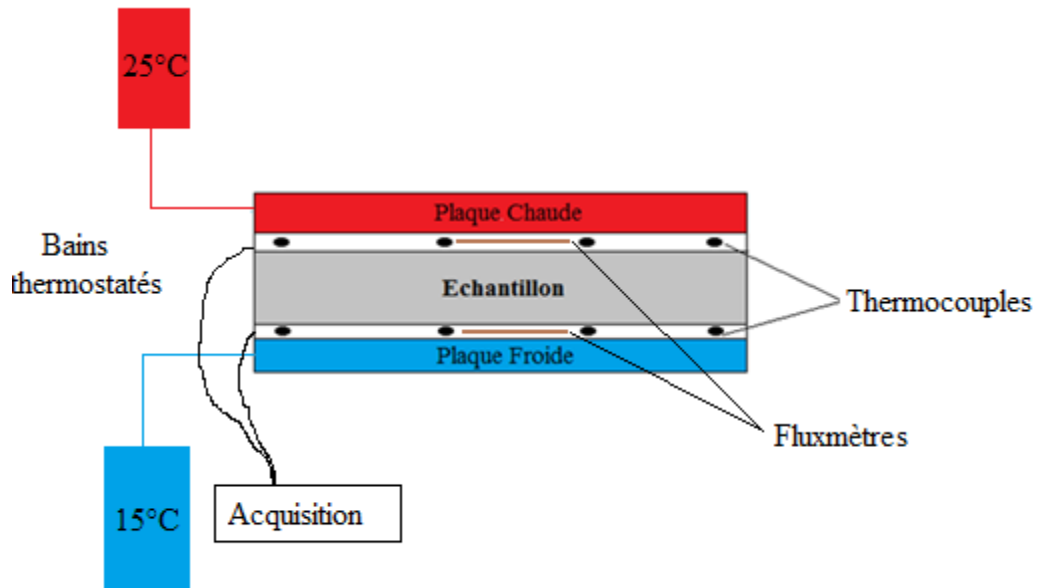 25°C
Plaque Chaude
Bains
thermostatés
Echantillon
Thermocouples
Plaque Froide
Fluxmètres
15°C
Acquisition